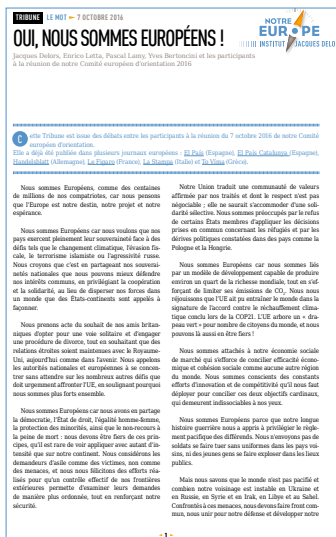 TRIBUNE LE MOT 7 OCTOBRE 2016
NOTRE
EUROPE
INSTITUT JACQUES DELO
OUI, NOUS SOMMES EUROPÉENS !
Jacques Delors, Enrico Letta, Pascal Lamy, Yves Bertoncini et les participants
à la réunion de notre Comité européen d'orientation 2016
Cette Tribune est issue des débats entre les participants à la réunion du 7 octobre 2016 de notre Comité
européen d'orientation.
Elle a déjà été publiée dans plusieurs journaux européens : El País (Espagne), El País Catalunya (Espagne),
Handelsblatt (Allemagne), Le Figaro (France), La Stampa (Italie) et To Vima (Grèce).
Nous sommes Européens, comme des centaines
de millions de nos compatriotes, car nous pensons
que l'Europe est notre destin, notre projet et notre
espérance.
Nous sommes Européens car nous voulons que nos
pays exercent pleinement leur souveraineté face à des
défis tels que le changement climatique, l'évasion fis-
cale, le terrorisme islamiste ou l'agressivité russe.
Nous croyons que c'est en partageant nos souverai-
netés nationales que nous pouvons mieux défendre
nos intérêts communs, en privilégiant la coopération
et la solidarité, au lieu de disperser nos forces dans
un monde que des États-continents sont appelés à
façonner.
Nous prenons acte du souhait de nos amis britan-
niques d'opter pour une voie solitaire et d'engager
une procédure de divorce, tout en souhaitant que des
relations étroites soient maintenues avec le Royaume-
Uni, aujourd'hui comme dans l'avenir. Nous appelons
les autorités nationales et européennes à se concen-
trer sans attendre sur les nombreux autres défis que
doit urgemment affronter l'UE, en soulignant pourquoi
nous sommes plus forts ensemble.
Nous sommes Européens car nous avons en partage
la démocratie, l'État de droit, l'égalité homme-femme,
la protection des minorités, ainsi que le non-recours à
la peine de mort : nous devons être fiers de ces prin-
cipes, qu'il est rare de voir appliquer avec autant d'in-
tensité que sur notre continent. Nous considérons les
demandeurs d'asile comme des victimes, non comme
des menaces, et nous nous félicitons des efforts réa-
lisés pour qu'un contrôle effectif de nos frontières
extérieures permette d'examiner leurs demandes
de manière plus ordonnée, tout en renforçant notre
sécurité.
Notre Union traduit une communauté de valeurs
affirmée par nos traités et dont le respect n'est pas
négociable ; elle ne saurait s'accommoder d'une soli-
darité sélective. Nous sommes préoccupés par le refus
de certains États membres d'appliquer les décisions
prises en commun concernant les réfugiés et par les
dérives politiques constatées dans des pays comme la
Pologne et la Hongrie.
Nous sommes Européens car nous sommes liés
par un modèle de développement capable de produire
environ un quart de la richesse mondiale, tout en s'ef-
forçant de limiter ses émissions de CO₂. Nous nous
réjouissons que l'UE ait pu entraîner le monde dans la
signature de l'accord contre le réchauffement clima-
tique conclu lors de la COP21. L'UE arbore un « dra-
peau vert » pour nombre de citoyens du monde, et nous
pouvons là aussi en être fiers !
Nous sommes attachés à notre économie sociale
de marché qui s'efforce de concilier efficacité écono-
mique et cohésion sociale comme aucune autre région
du monde. Nous sommes conscients des constants
efforts d'innovation et de compétitivité qu'il nous faut
déployer pour concilier ces deux objectifs cardinaux,
qui demeurent indissociables à nos yeux.
Nous sommes Européens parce que notre longue
histoire guerrière nous a appris à privilégier le règle-
ment pacifique des différends. Nous n'envoyons pas de
soldats se faire tuer sans uniformes dans les pays voi-
sins, ni des jeunes gens se faire exploser dans les lieux
publics.
Mais nous savons que le monde n'est pas pacifié et
combien notre voisinage est instable en Ukraine et
en Russie, en Syrie et en Irak, en Libye et au Sahel.
Confrontés à ces menaces, nous devons faire front com-
mun, nous unir pour notre défense et développer notre
1